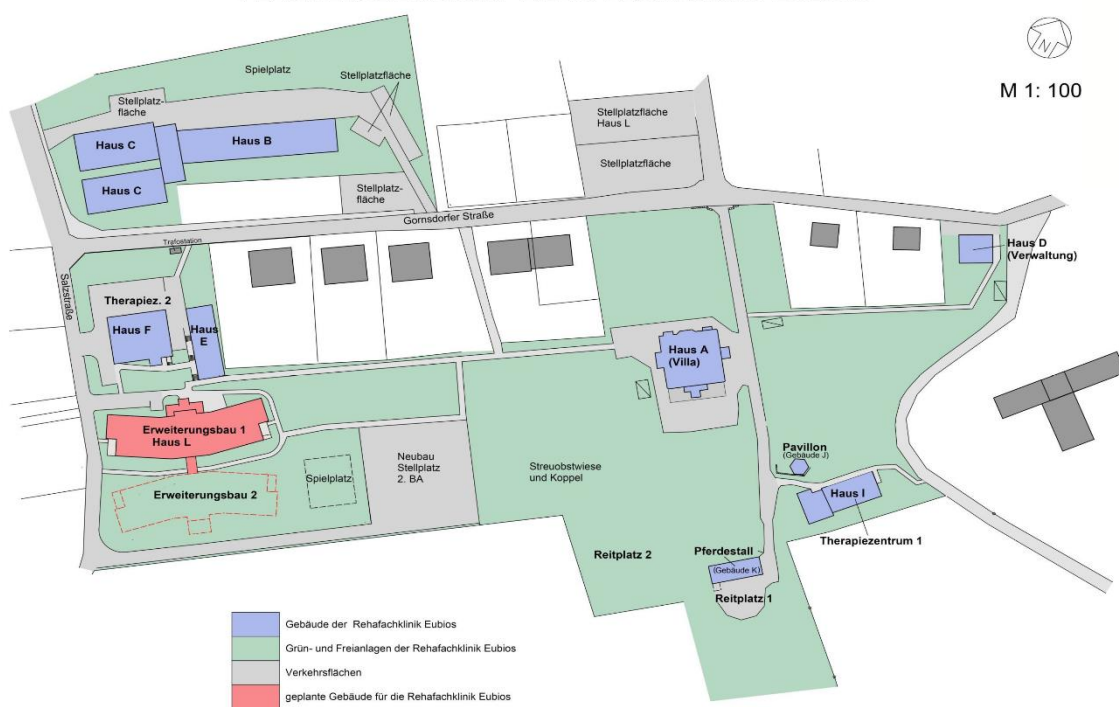 N
M 1: 100
Spielplatz
Stellplatzfläche
Stellplatz-
fläche
Haus C
Haus B
Haus C
Stellplatz-
fläche
Stellplatzfläche
Haus L
Stellplatzfläche
Gornsdorfer Straße
Trafostation
Salzstraße
Therapiez. 2
Haus F
Haus
E
Haus D
(Verwaltung)
Haus A
(Villa)
Erweiterungsbau 1
Haus L
Erweiterungsbau 2
Spielplatz
Neubau
Stellplatz
2. BA
Streuobstwiese
und Koppel
Pavillon
(Gebäude J)
Haus I
Therapiezentrum 1
Reitplatz 2
Pferdestall
(Gebäude K)
Reitplatz 1
Gebäude der Rehafachklinik Eubios
Grün- und Freianlagen der Rehafachklinik Eubios
Verkehrsflächen
geplante Gebäude für die Rehafachklinik Eubios